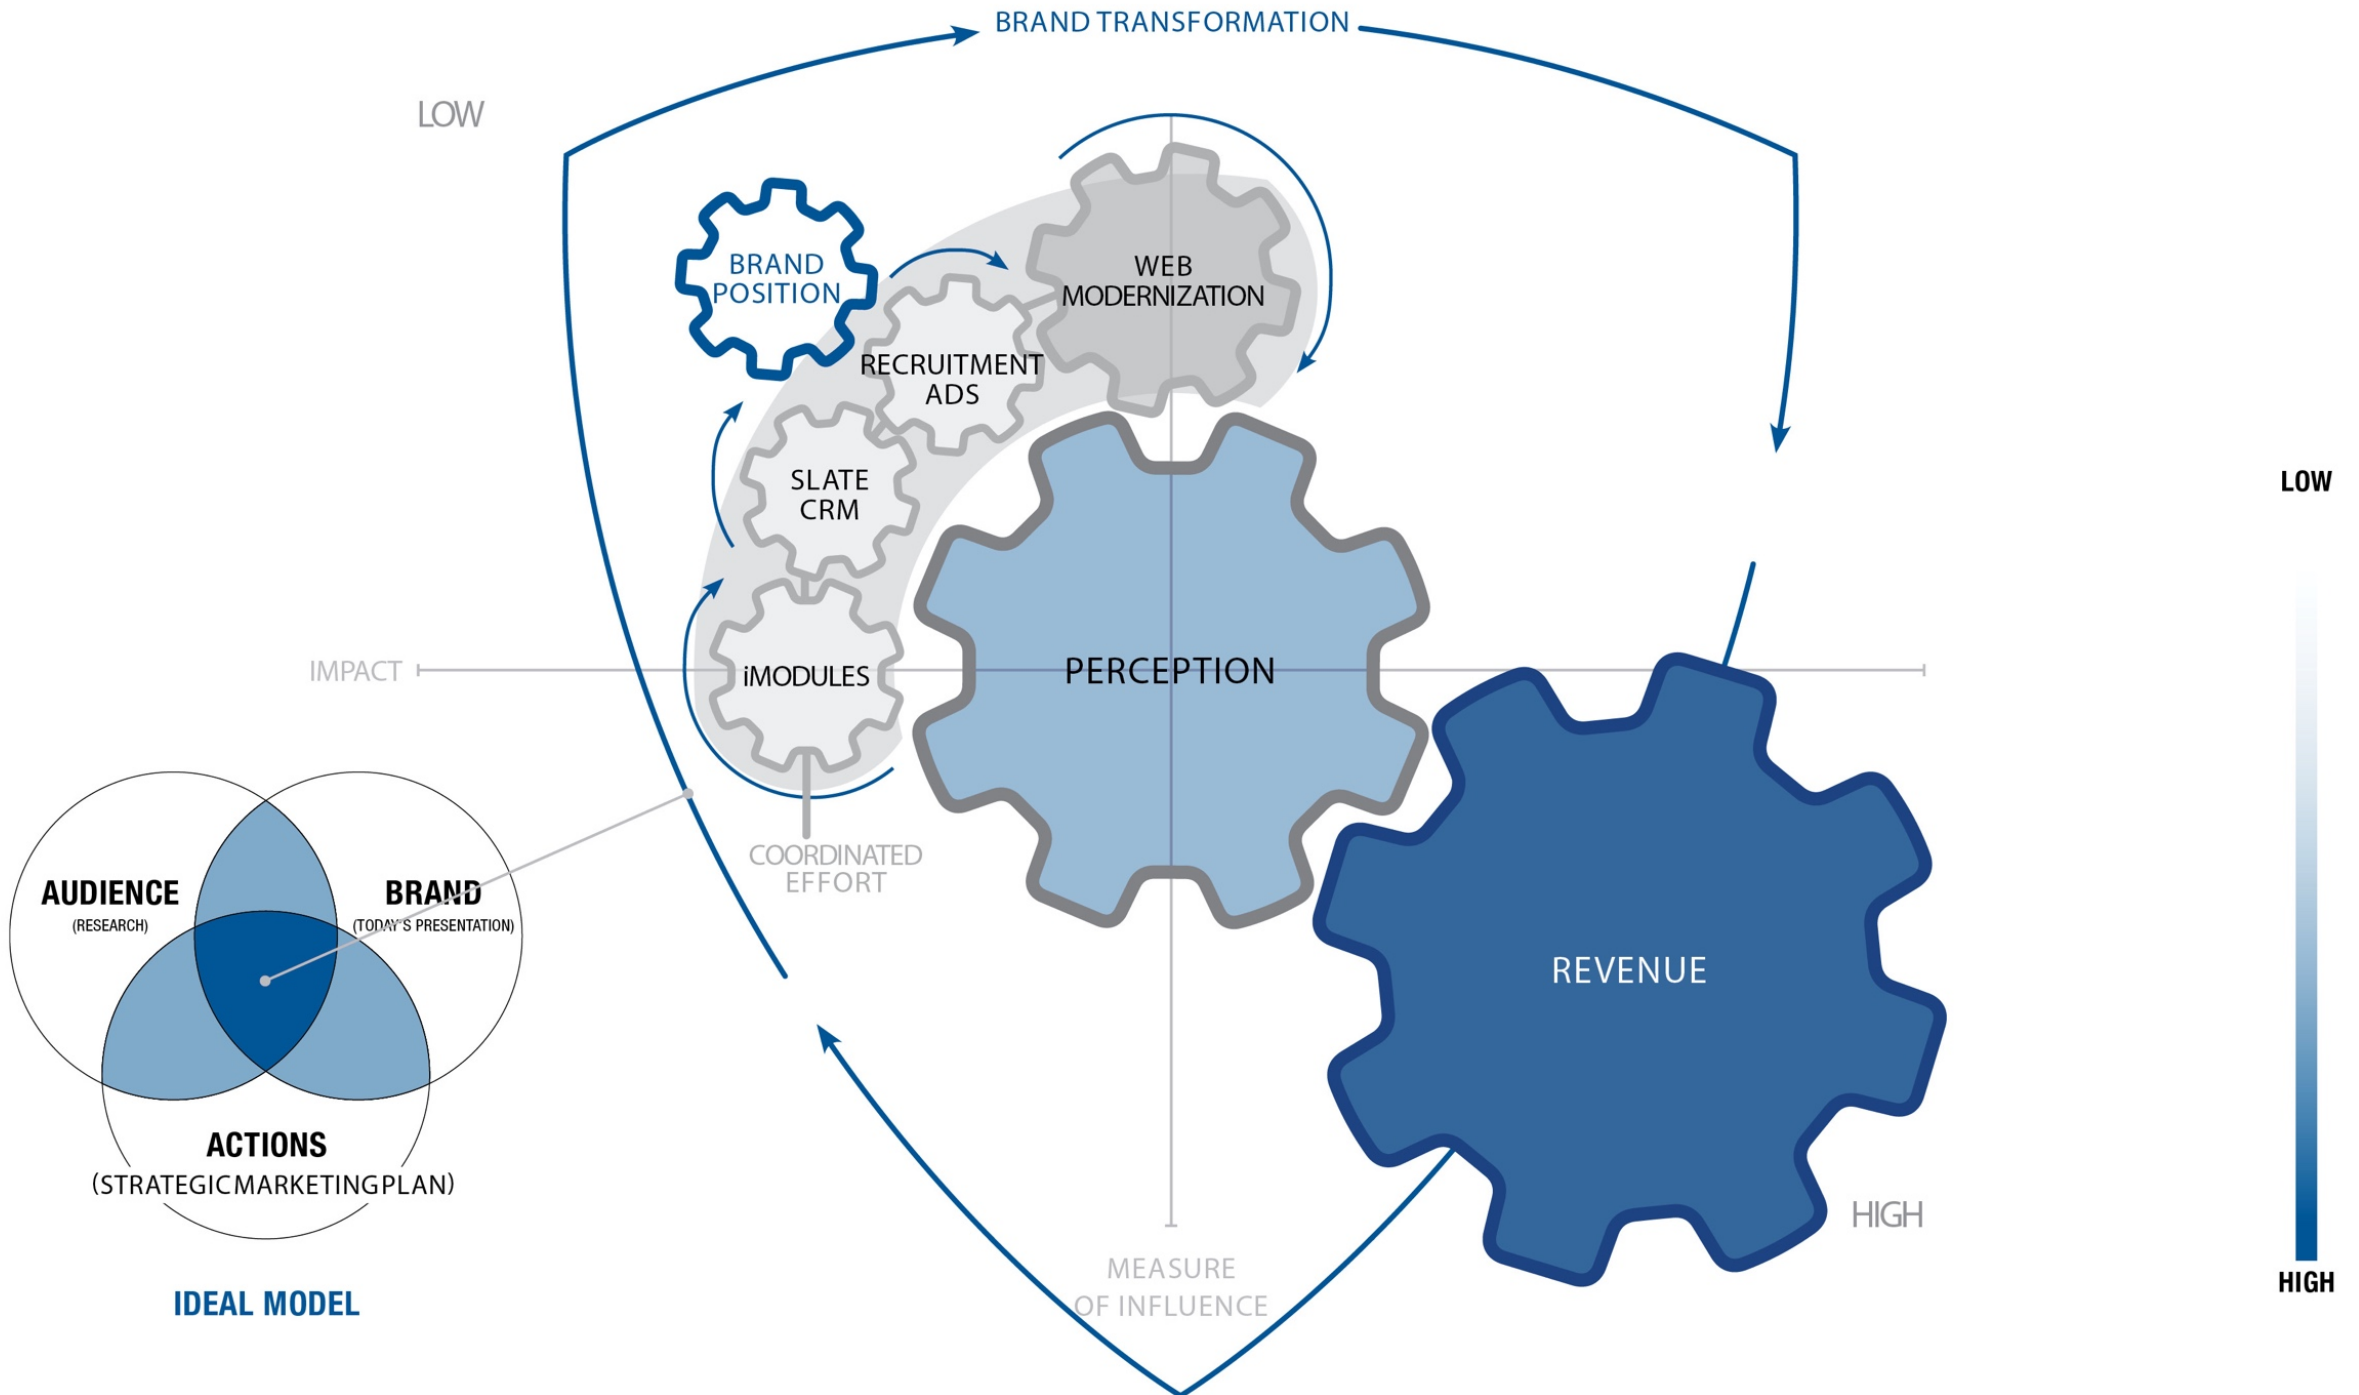 BRAND TRANSFORMATION
LOW
BRAND
POSITION
WEB
MODERNIZATION
RECRUITMENT
ADS
SLATE
CRM
iMODULES
COORDINATED
EFFORT
IMPACT
PERCEPTION
REVENUE
HIGH
MEASURE
OF INFLUENCE
AUDIENCE
(RESEARCH)
BRAND
(TODAY'S PRESENTATION)
ACTIONS
(STRATEGIC MARKETING PLAN)
IDEAL MODEL
LOW
HIGH